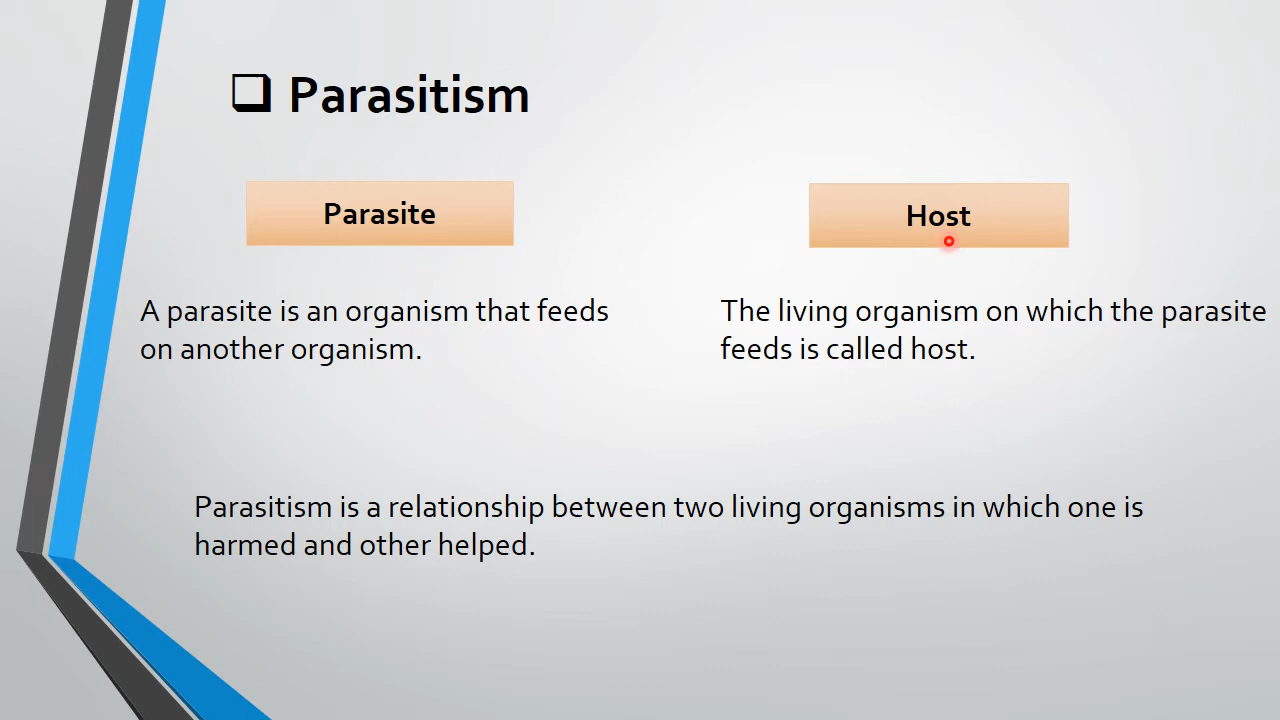 Parasitism
Parasite
Host
A parasite is an organism that feeds
on another organism.
The living organism on which the parasite
feeds is called host.
Parasitism is a relationship between two living organisms in which one is
harmed and other helped.